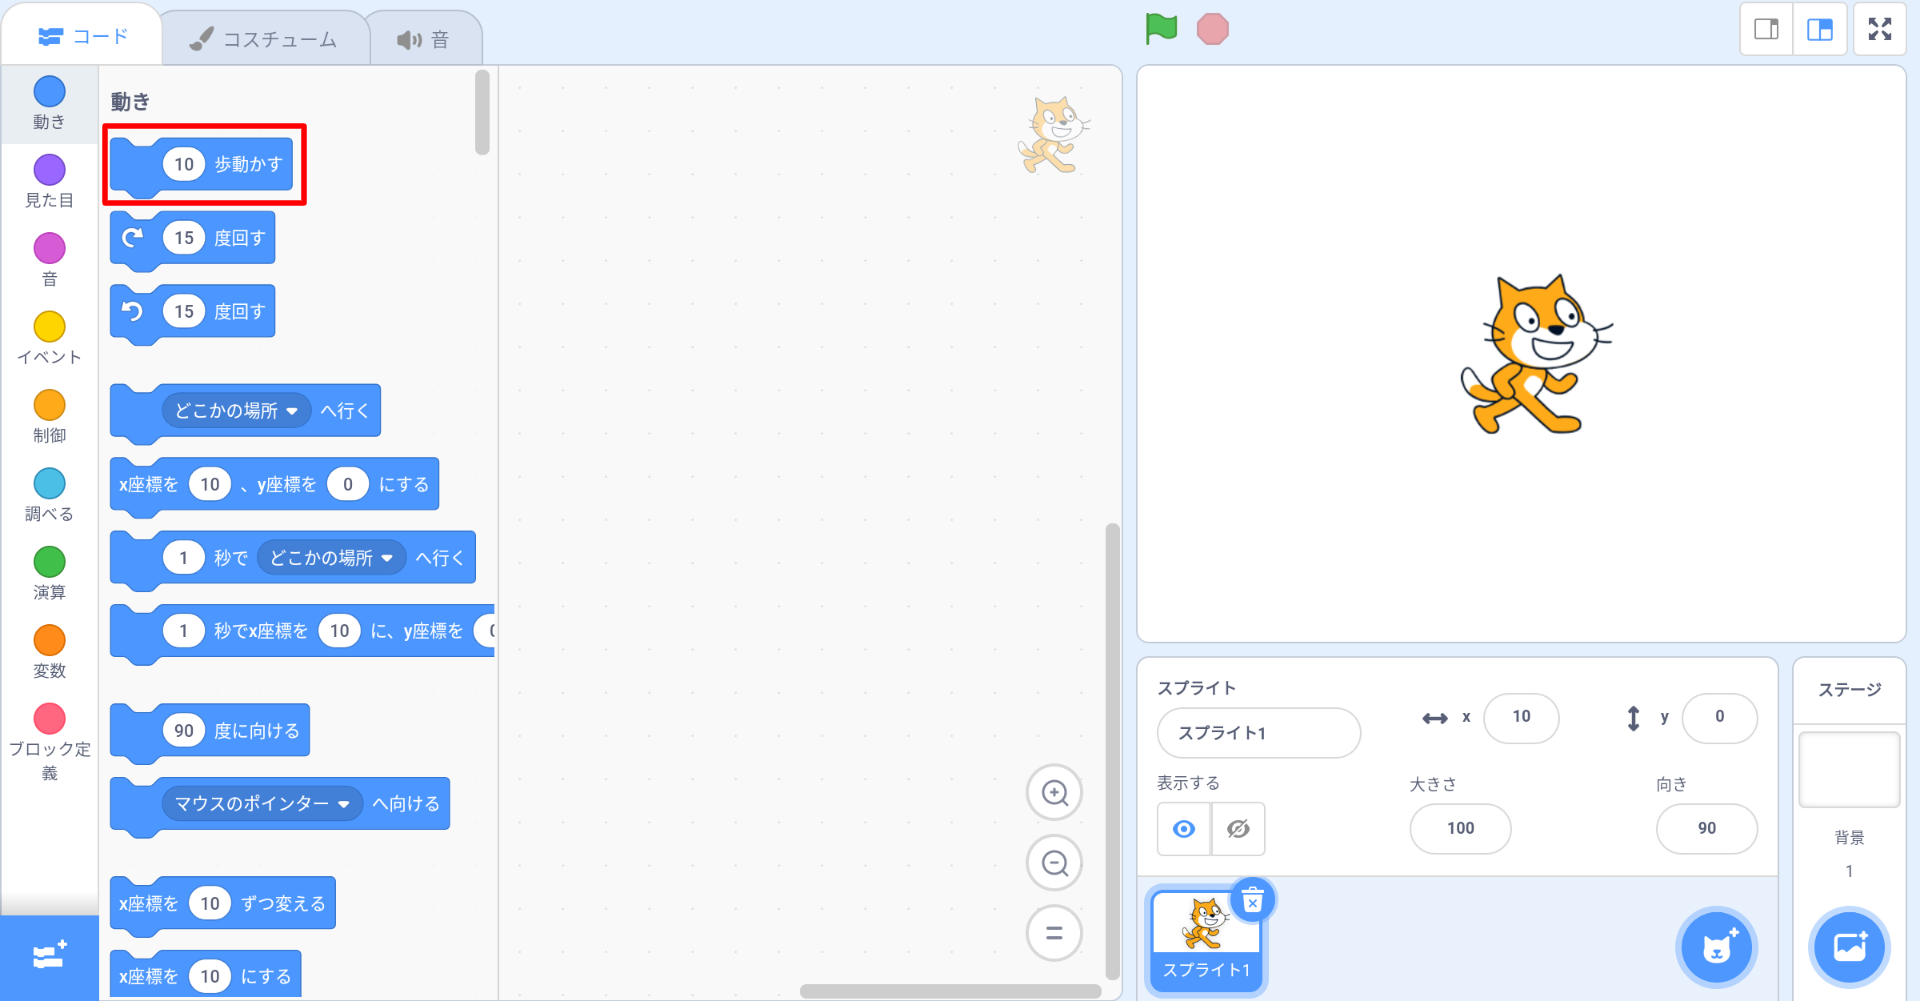 コード
コスチューム
音
動き
見た目
音
イベント
制御
調べる
演算
変数
ブロック定
義
動き
10 歩動かす
15 度回す
15 度回す
どこかの場所 へ行く
x座標を 10 、y座標を 0 にする
1 秒で どこかの場所 へ行く
1 秒でx座標を 10 に、y座標を 0
90 度に向ける
マウスのポインター へ向ける
x座標を 10 ずつ変える
x座標を 10 にする
スプライト
スプライト1
x 10
y 0
表示する
大きさ
100
向き
90
スプライト1
ステージ
背景
1